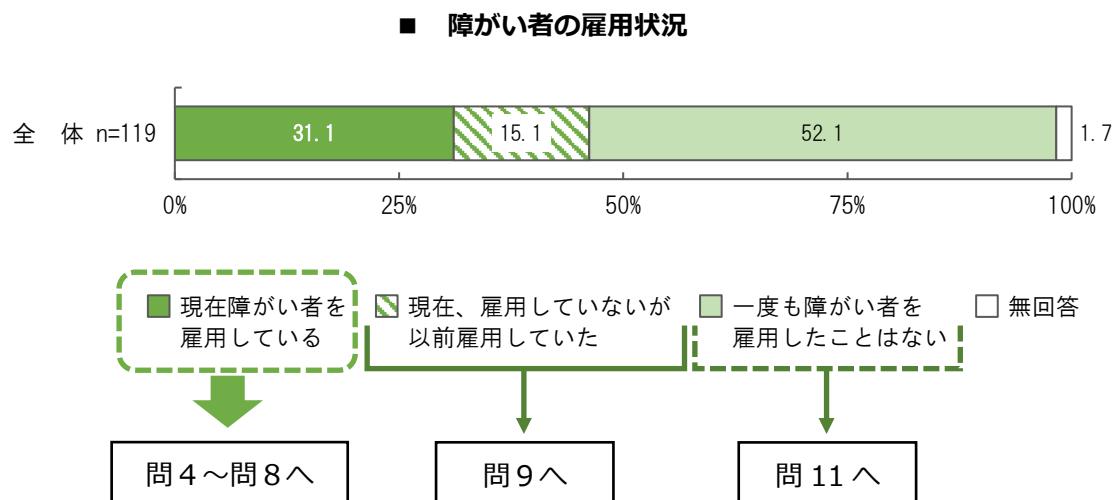 ■ 障がい者の雇用状況
全 体 n=119
31.1
15.1
52.1
1.7
0%
25%
50%
75%
100%
現在障がい者を
雇用している
現在、雇用していないが
以前雇用していた
一度も障がい者を
雇用したことはない
無回答
問4～問8へ
問9へ
問 11 へ